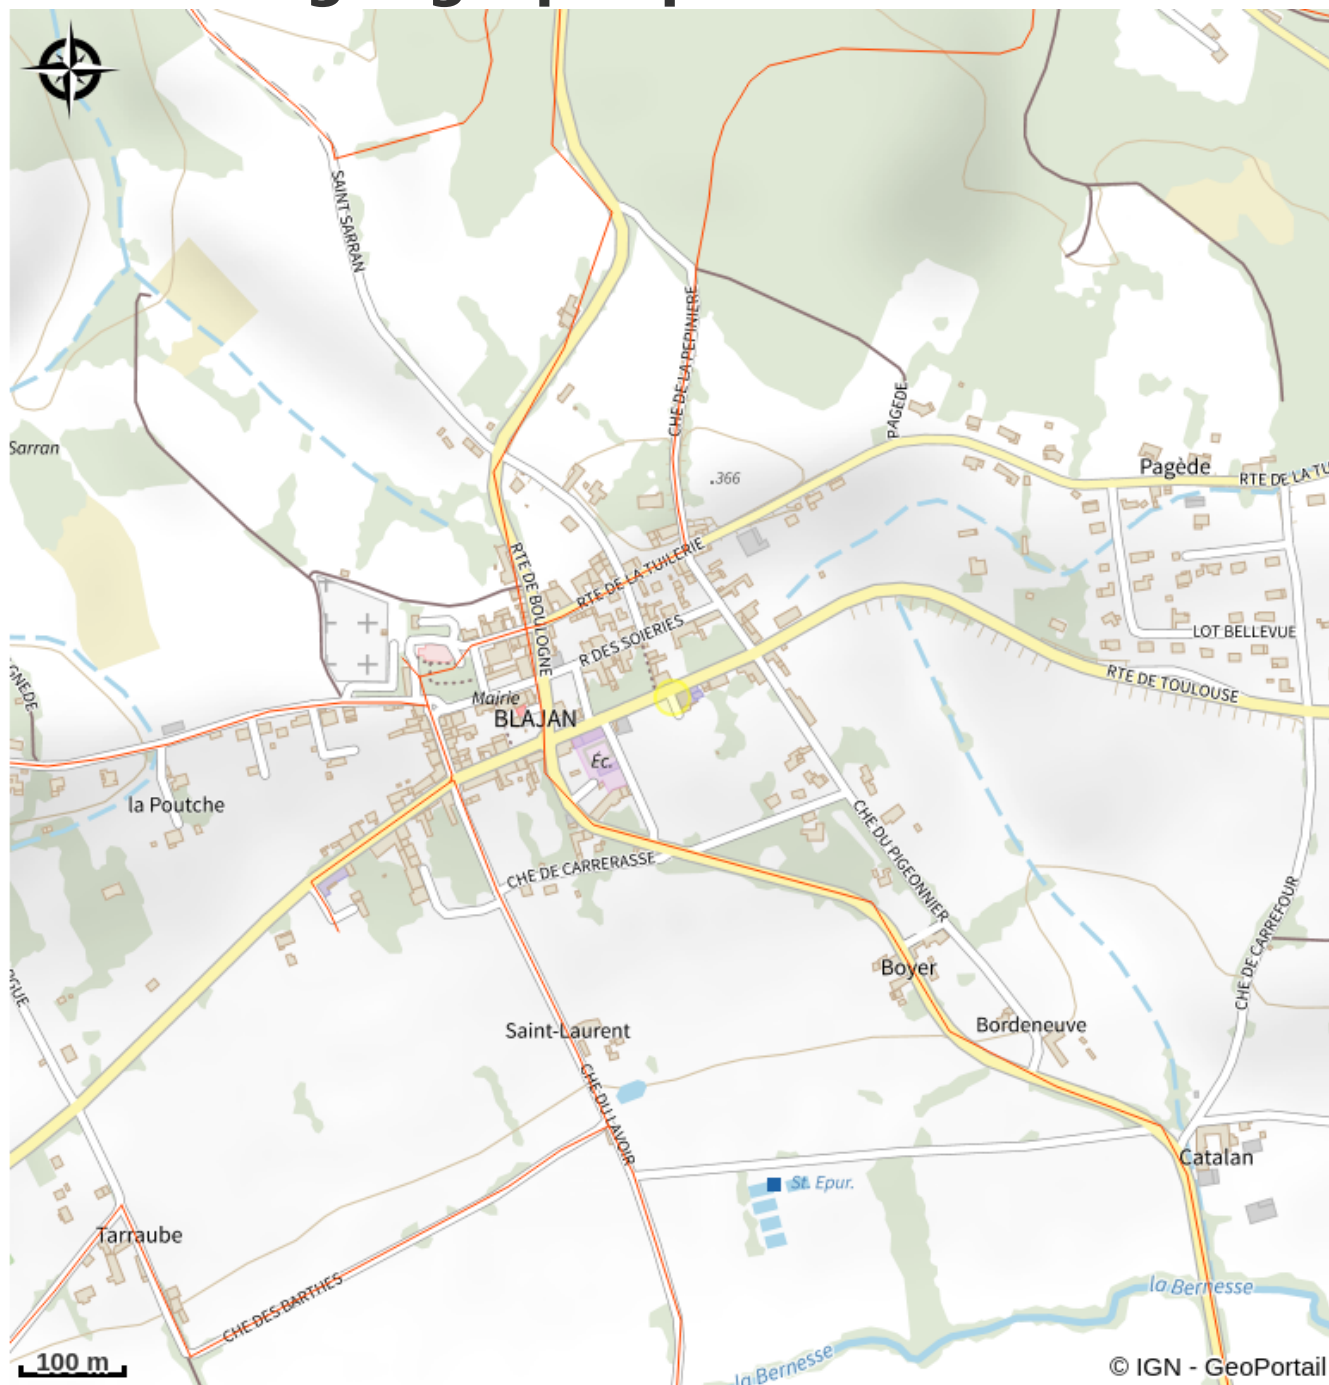 SAINT SARRAN
CHE DE LA PEPINIERE
PAGEDE
Sarran
.366
Pagède
RTE DE LA TU
RTE DE BOULOGNE
RTE DE LA TUILERIE
R DES SOIERIES
LOT BELLEVUE
RTE DE TOULOUSE
GNE DE
Mairie
BLAJAN
Éc.
la Poutche
CHE DE CARRERASSE
CHE DU PIGEONNIER
CHE DE CARREFOUR
Boyer
Bordeneuve
Saint-Laurent
CHE DU LAVOIR
Catalan
St. Epur.
Tarraube
CHE DES BARTHES
la Bernesse
la Bernesse
100 m
© IGN - GeoPortail